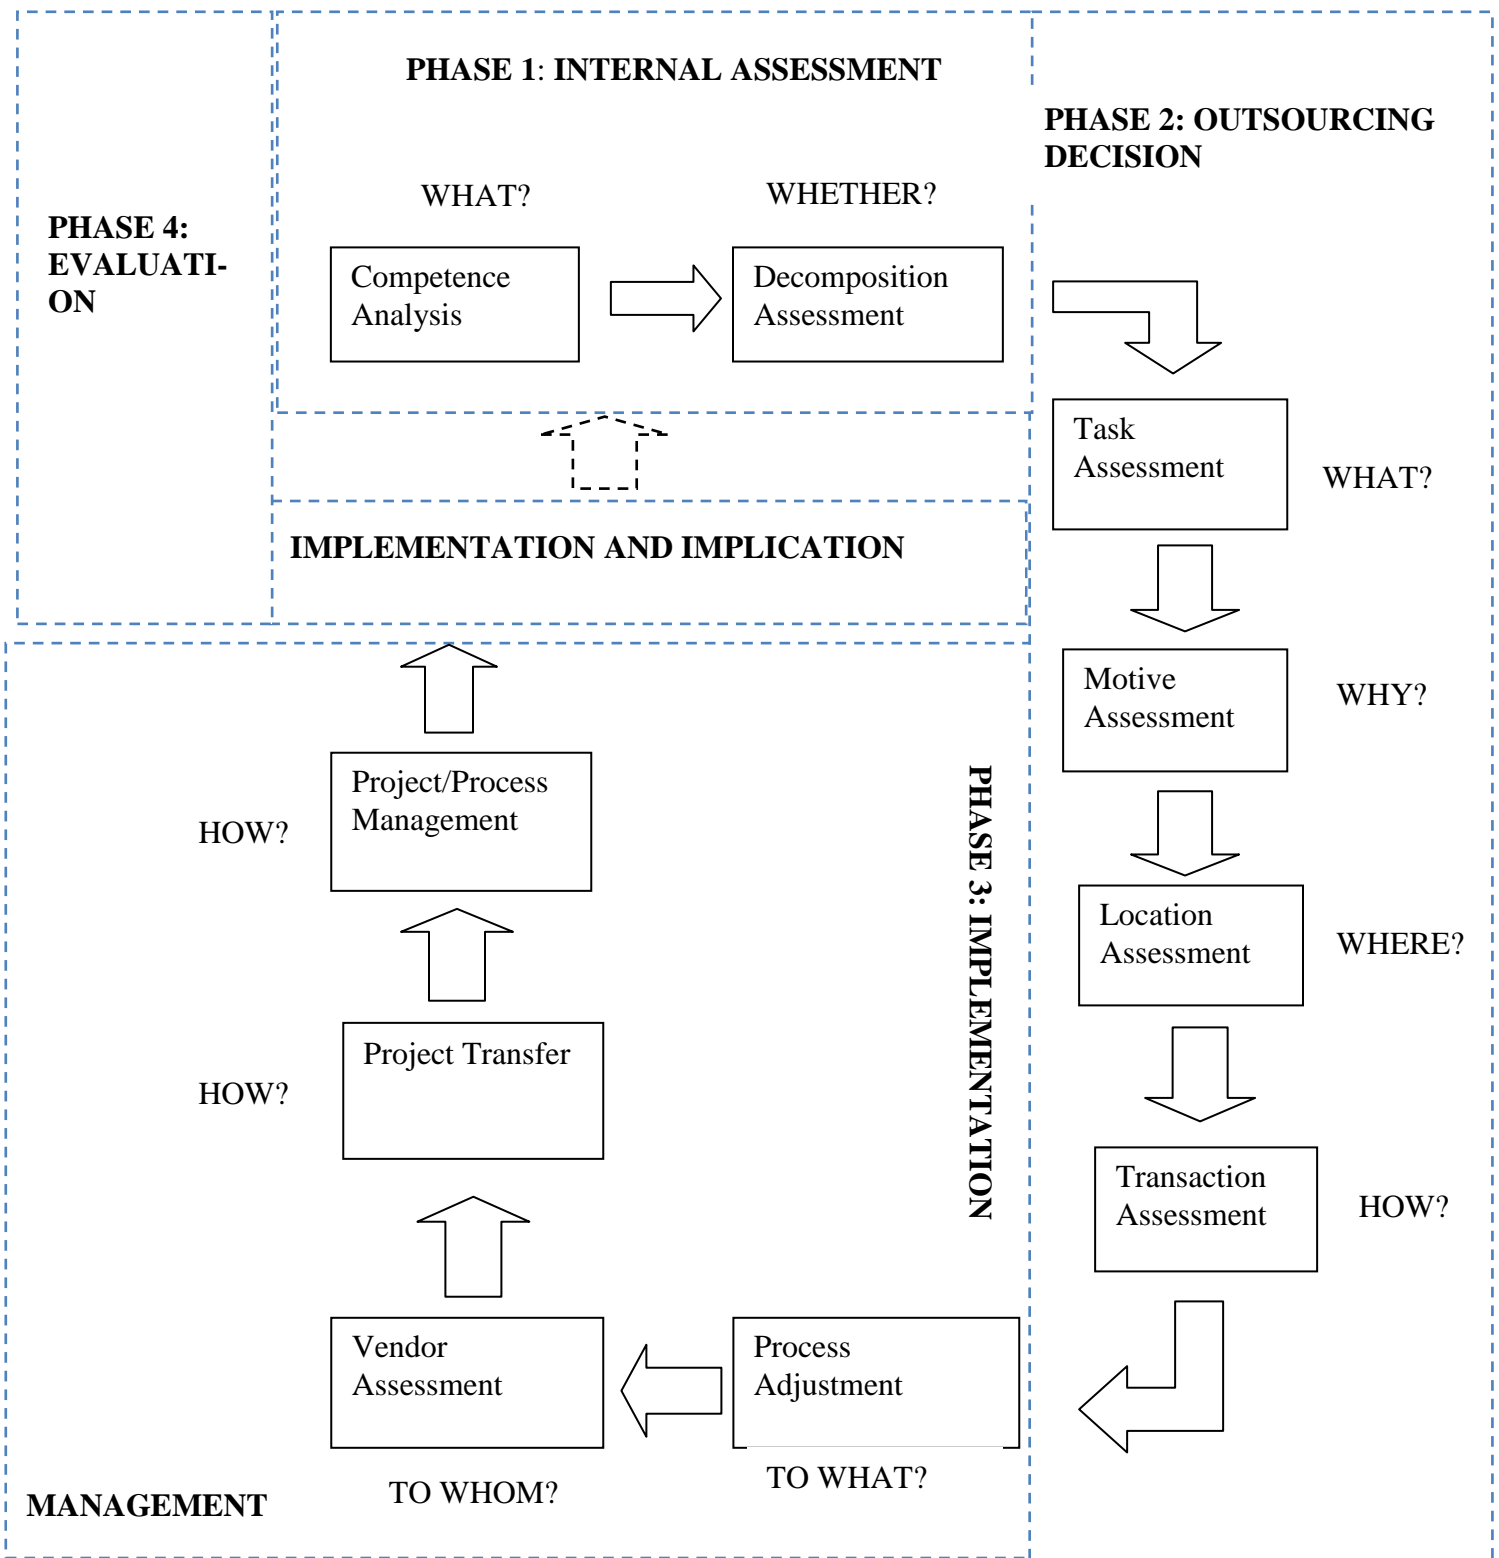 PHASE 1: INTERNAL ASSESSMENT
PHASE 2: OUTSOURCING
DECISION
WHAT?
WHETHER?
PHASE 4:
EVALUATI-
ON
Competence
Analysis
Decomposition
Assessment
Task
Assessment
WHAT?
IMPLEMENTATION AND IMPLICATION
Motive
Assessment
WHY?
Project/Process
Management
HOW?
PHASE 3: IMPLEMENTATION
Location
Assessment
WHERE?
Project Transfer
HOW?
Transaction
Assessment
HOW?
Vendor
Assessment
Process
Adjustment
TO WHOM?
TO WHAT?
MANAGEMENT